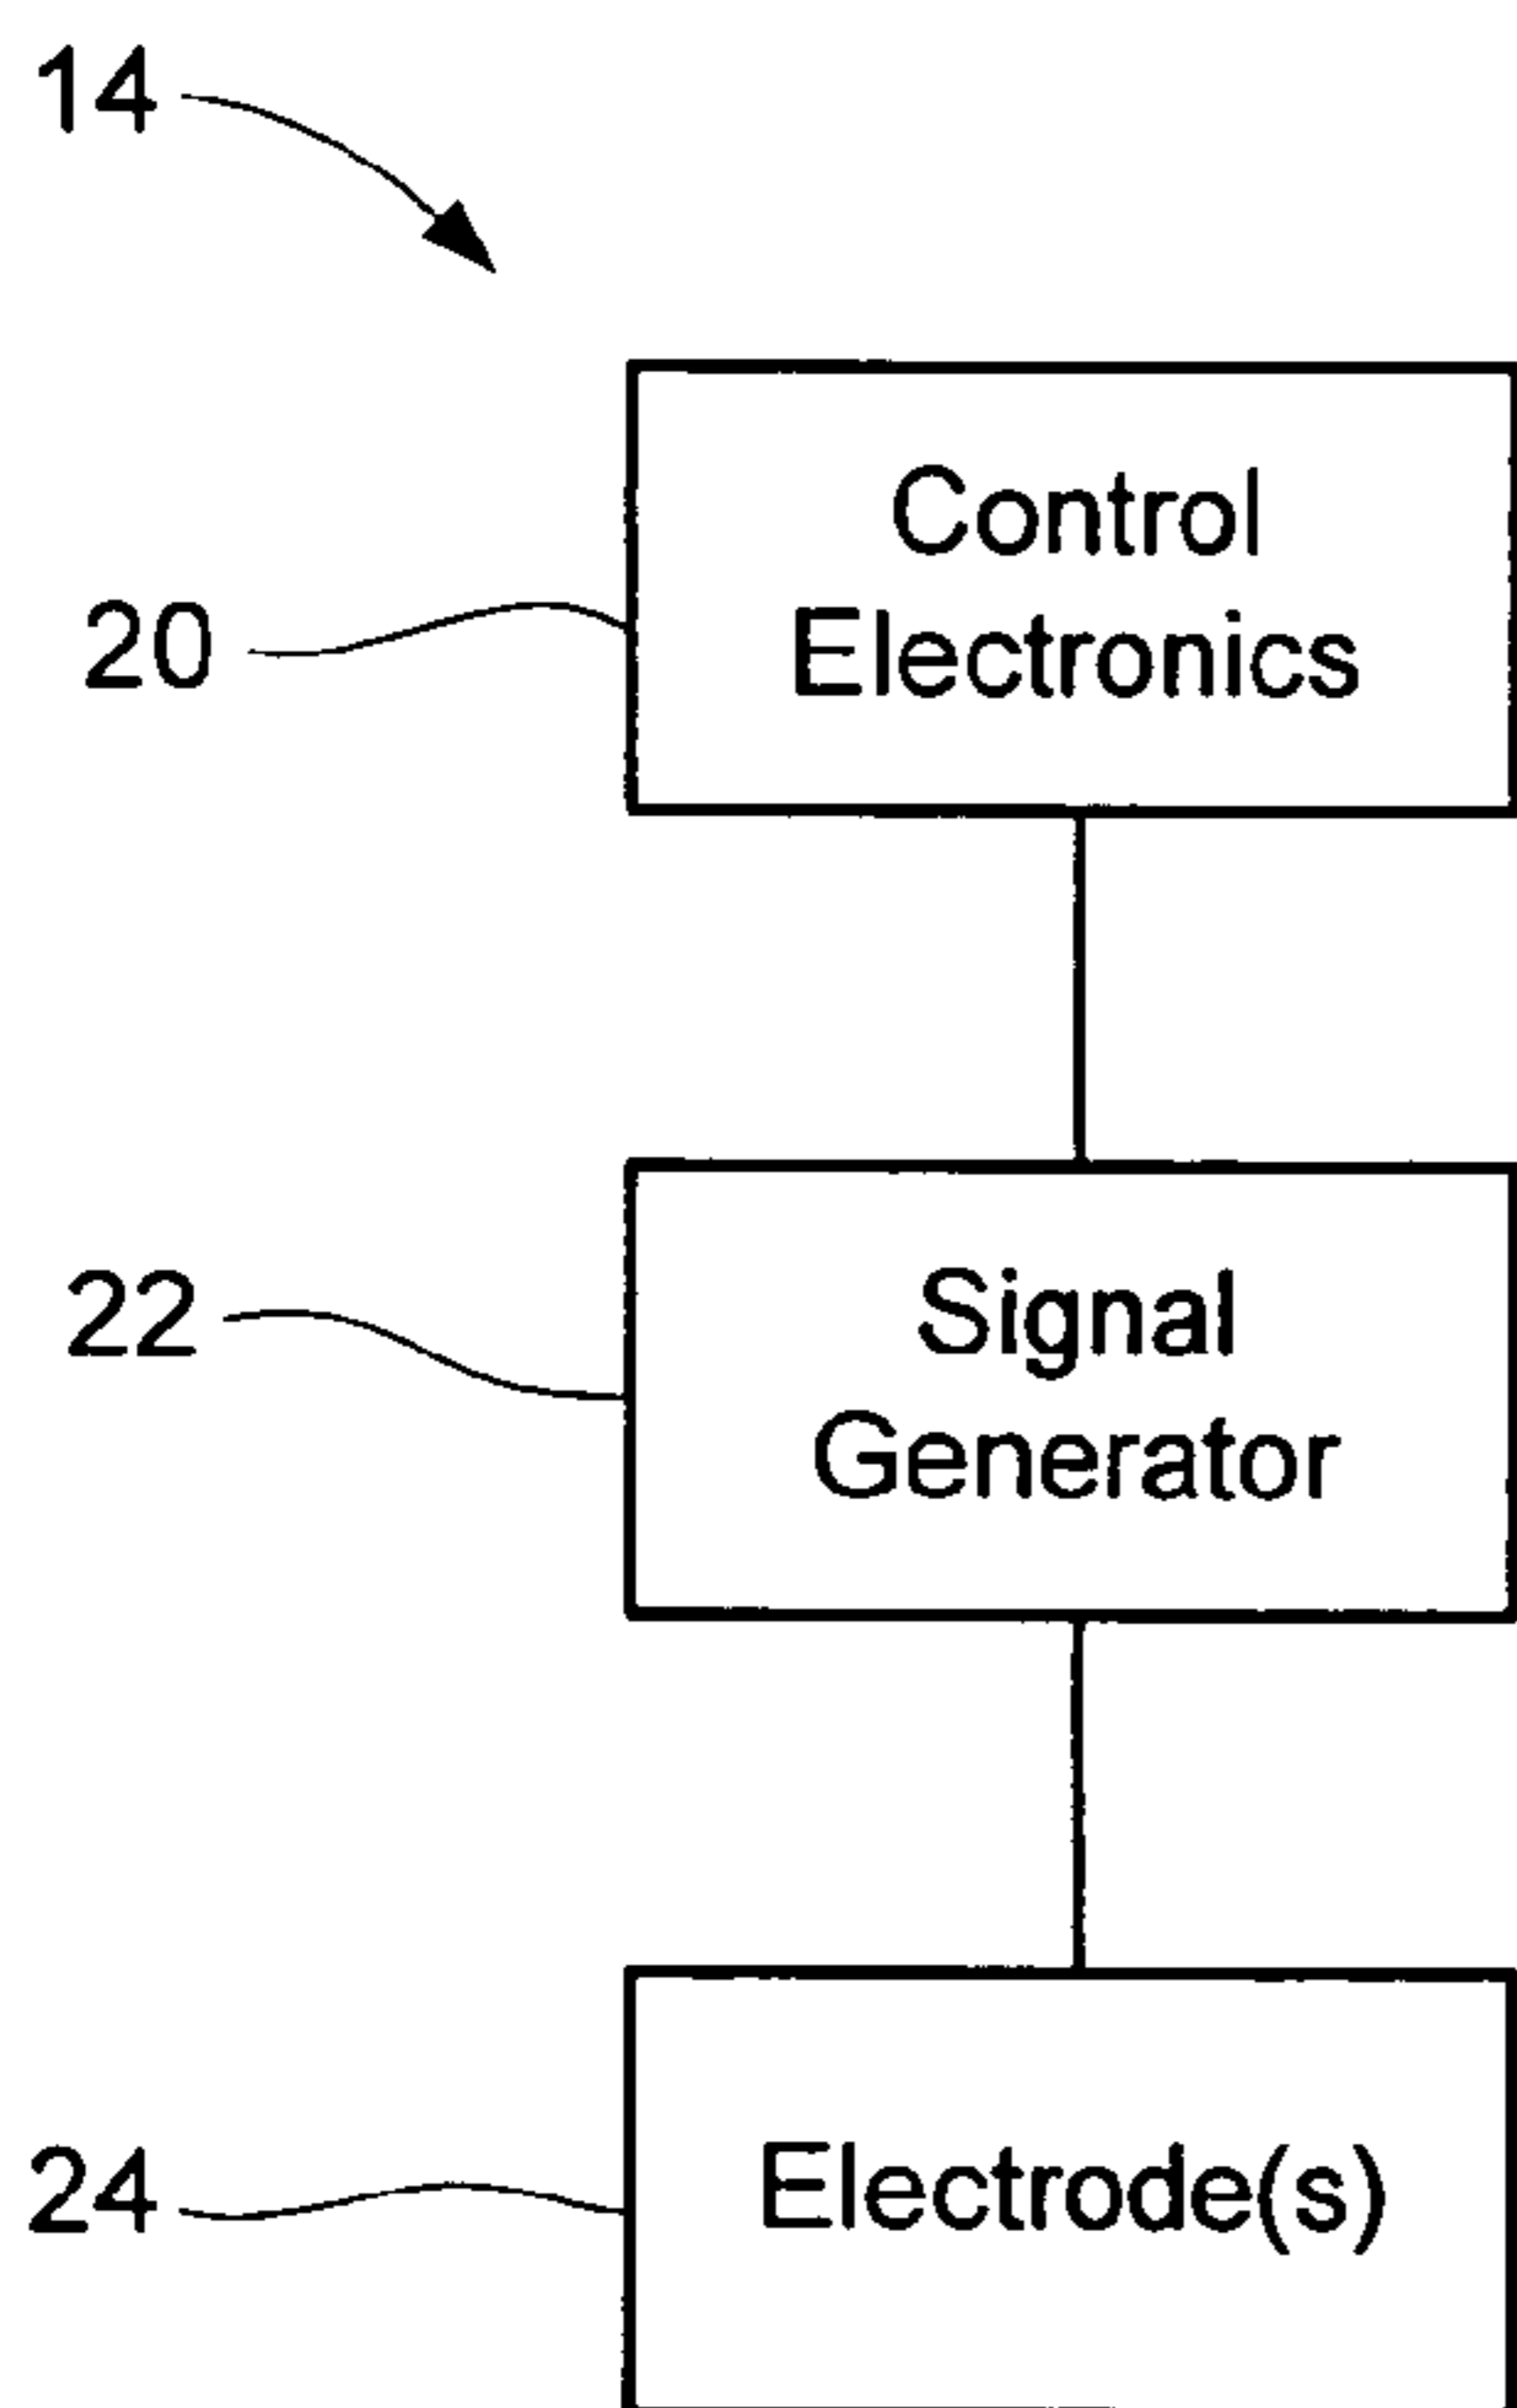 14
Control
Electronics
20
Signal
Generator
22
Electrode(s)
24